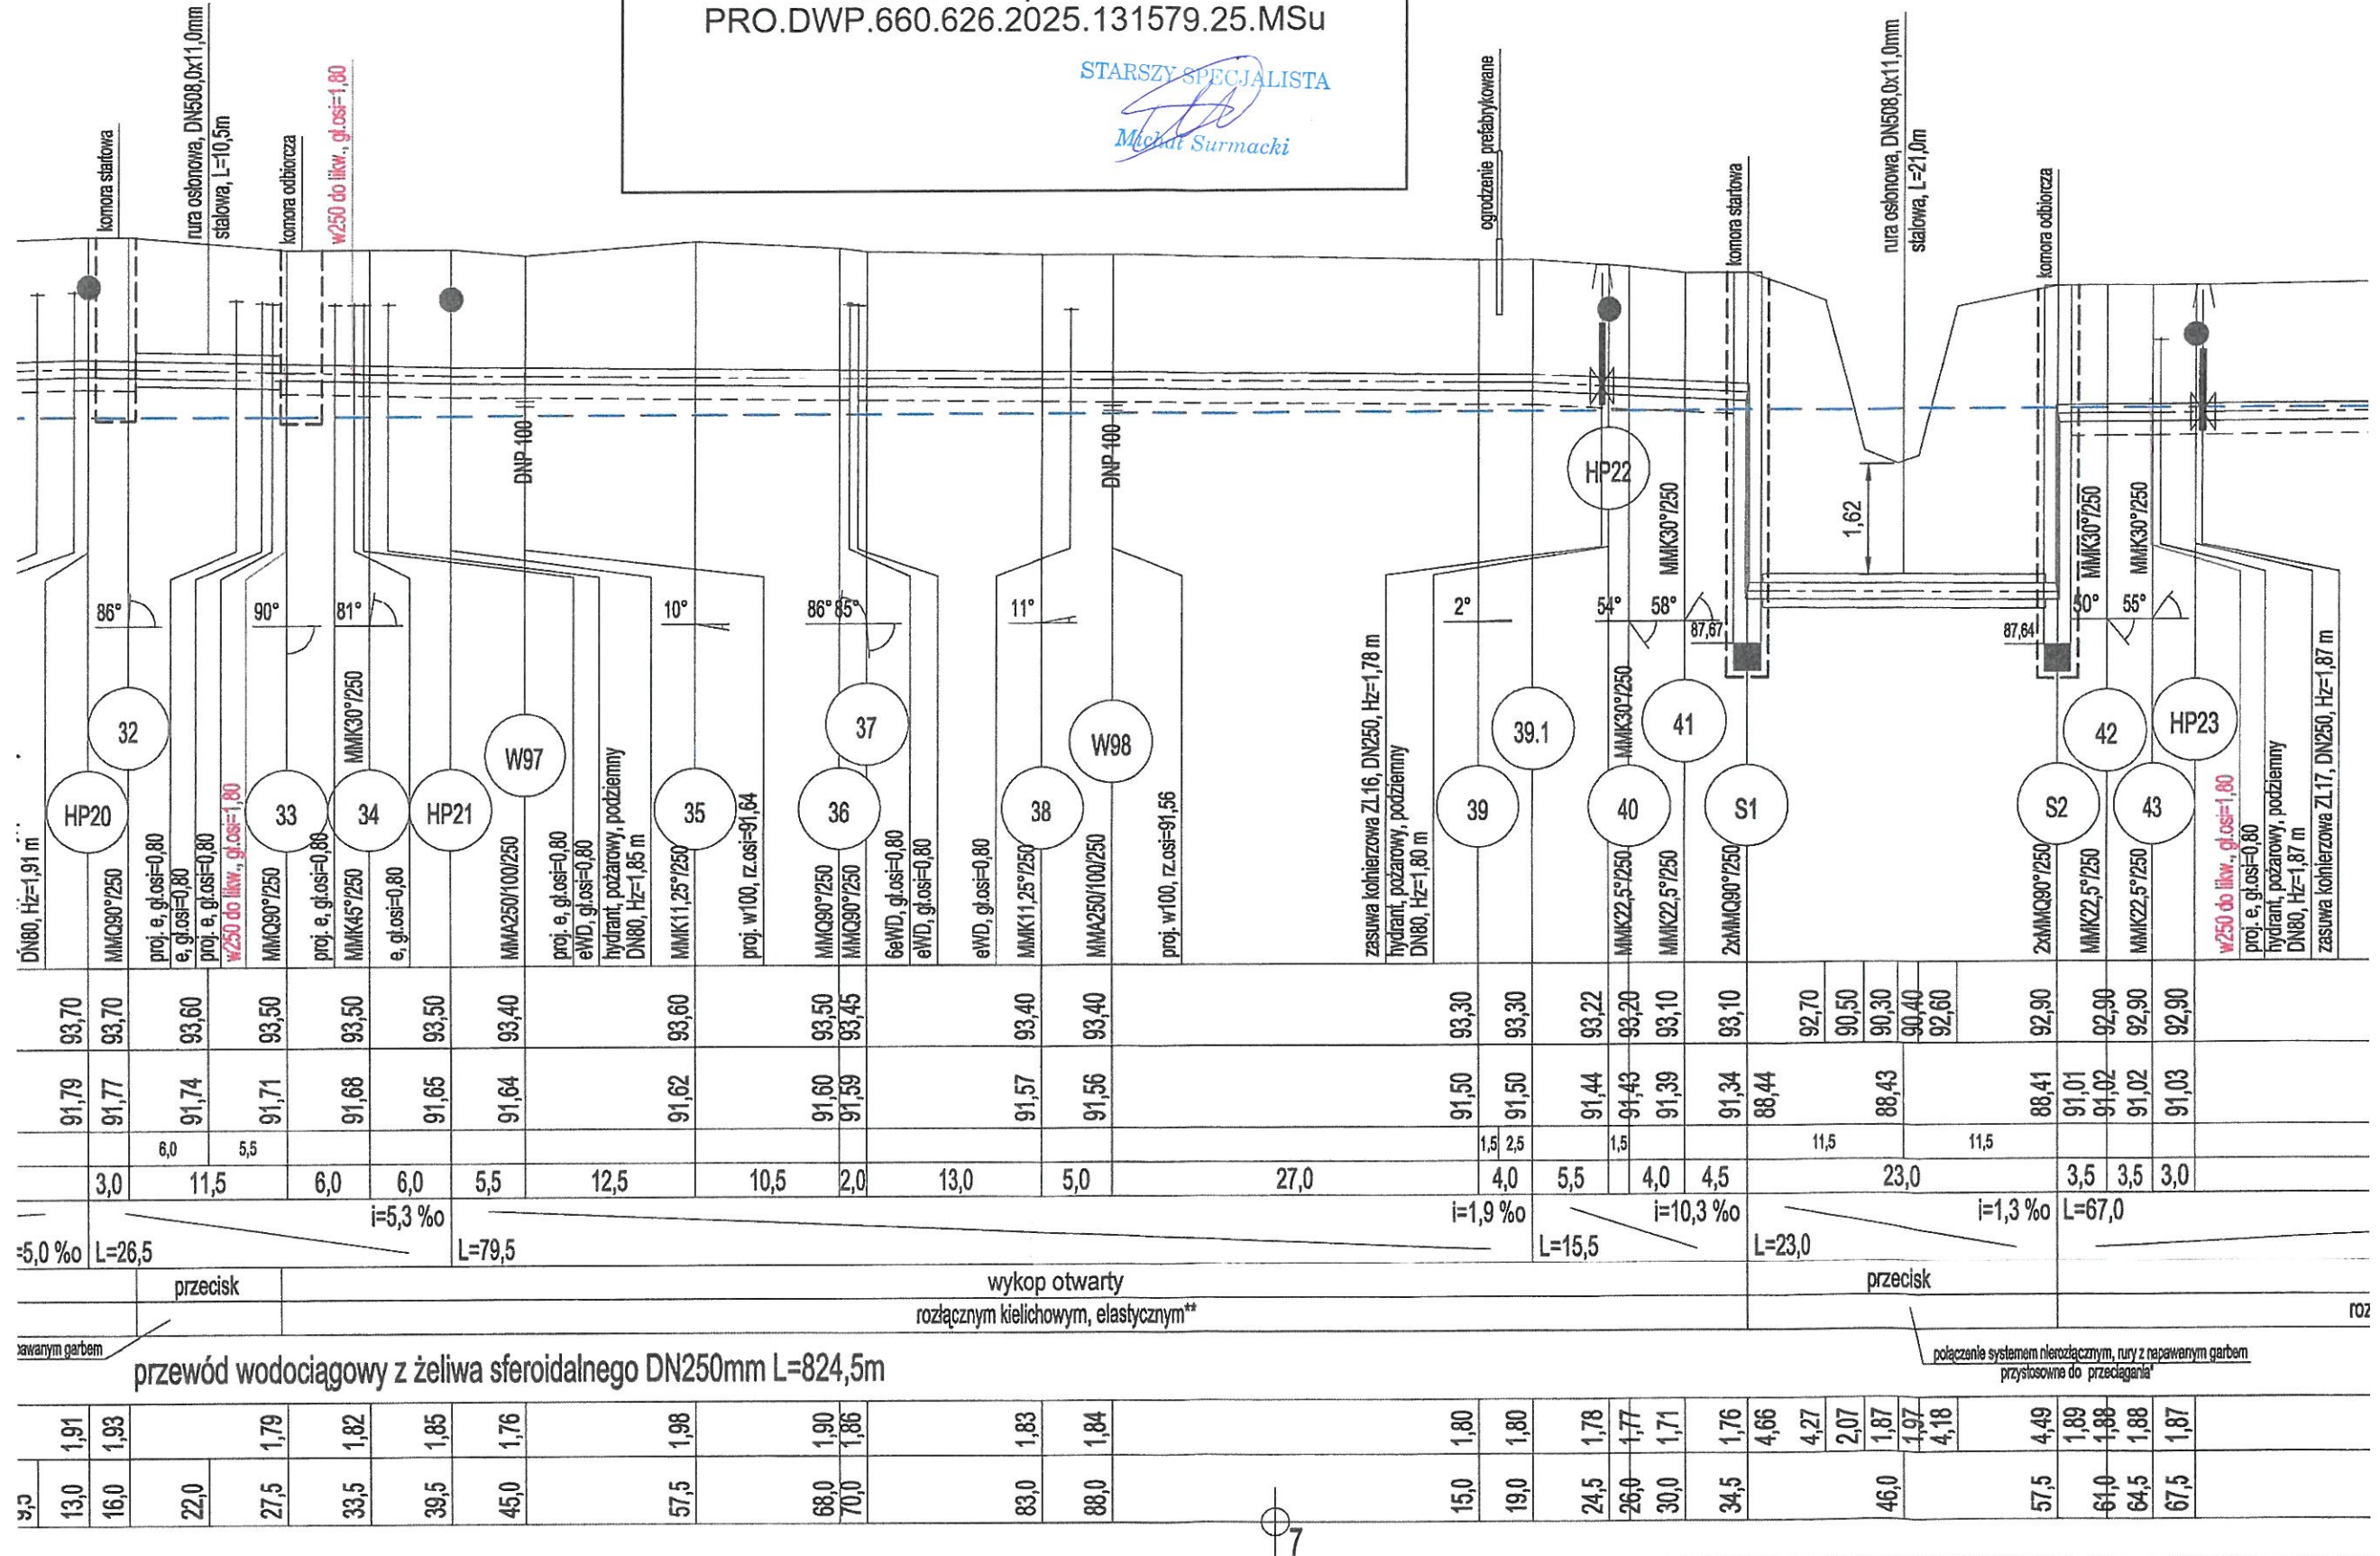 PRO.DWP.660.626.2025.131579.25.MSu
STARSZY SPECJALISTA
Michał Surmacki
komora startowa
rura osłonowa, DN508,0x11,0mm
stalowa, L=10,5m
komora odbiorcza
w250 do likw., gł.osi=1,80
ogrodzenie prefabrykowane
komora startowa
rura osłonowa, DN508,0x11,0mm
stalowa, L=21,0m
komora odbiorcza
DNP 100
DNP 100
HP22
MMK30°/250
1,62
MMK30°/250
MMK30°/250
86°
90°
81°
10°
86°
85°
11°
2°
54°
58°
87,67
87,64
50°
55°
32
37
39.1
41
42
HP23
W97
W98
HP20
33
34
HP21
35
36
38
39
40
S1
S2
43
DN80, Hz=1,91 m
MMQ90°/250
proj. e, gł.osi=0,80
e, gł.osi=0,80
proj. e, gł.osi=0,80
w250 do likw., gł.osi=1,80
MMQ90°/250
proj. e, gł.osi=0,80
MMK45°/250
MMK30°/250
e, gł.osi=0,80
MMA250/100/250
proj. e, gł.osi=0,80
eWD, gł.osi=0,80
hydrant, pożarowy, podziemny
DN80, Hz=1,85 m
MMK11,25°/250
proj. w100, rz.osi=91,64
MMQ90°/250
MMQ90°/250
6eWD, gł.osi=0,80
eWD, gł.osi=0,80
eWD, gł.osi=0,80
MMK11,25°/250
MMA250/100/250
proj. w100, rz.osi=91,56
zasuwa kołnierzowa ZL16, DN250, Hz=1,78 m
hydrant, pożarowy, podziemny
DN80, Hz=1,80 m
MMK22,5°/250
MMK30°/250
MMK22,5°/250
2xMMQ90°/250
2xMMQ90°/250
MMK22,5°/250
MMK22,5°/250
w250 do likw., gł.osi=1,80
proj. e, gł.osi=0,80
hydrant, pożarowy, podziemny
DN80, Hz=1,87 m
zasuwa kołnierzowa ZL17, DN250, Hz=1,87 m
93,70 93,70 93,60 93,50 93,50 93,50 93,40 93,60 93,50 93,45 93,40 93,40 93,30 93,30 93,22 93,20 93,10 93,10 92,70 90,50 90,30 90,40 92,60 92,90 92,90 92,90 92,90
91,79 91,77 91,74 91,71 91,68 91,65 91,64 91,62 91,60 91,59 91,57 91,56 91,50 91,50 91,44 91,43 91,39 91,34 88,44 88,43 88,41 91,01 91,02 91,02 91,03
6,0 5,5 1,5 2,5 1,5 11,5 11,5
3,0 11,5 6,0 6,0 5,5 12,5 10,5 2,0 13,0 5,0 27,0 4,0 5,5 4,0 4,5 23,0 3,5 3,5 3,0
i=5,3 ‰ i=1,9 ‰ i=10,3 ‰ i=1,3 ‰ L=67,0
=5,0 ‰ L=26,5 L=79,5 L=15,5 L=23,0
przecisk wykop otwarty przecisk
rozłącznym kielichowym, elastycznym** roz
pawanym garbem
przewód wodociągowy z żeliwa sferoidalnego DN250mm L=824,5m
połączenie systemem nierozłącznym, rury z napawanym garbem
przystosowne do przeciągania*
1,91 1,93 1,79 1,82 1,85 1,76 1,98 1,90 1,86 1,83 1,84 1,80 1,80 1,78 1,77 1,71 1,76 4,66 4,27 2,07 1,87 1,97 4,18 4,49 1,89 1,88 1,88 1,87
13,0 16,0 22,0 27,5 33,5 39,5 45,0 57,5 68,0 70,0 83,0 88,0 15,0 19,0 24,5 26,0 30,0 34,5 46,0 57,5 61,0 64,5 67,5
7